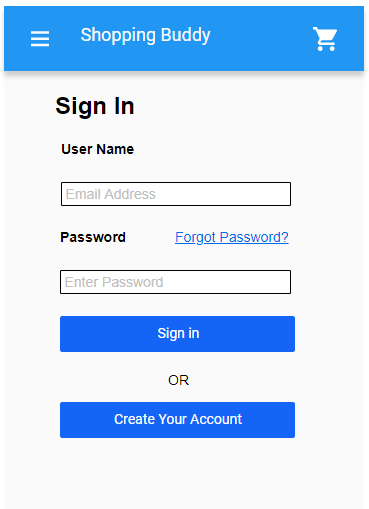 Shopping Buddy
Sign In
User Name
Email Address
Password Forgot Password?
Enter Password
Sign in
OR
Create Your Account